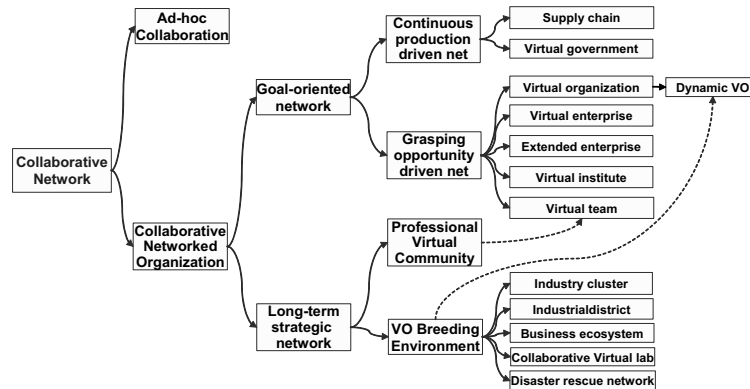 Ad-hoc
Collaboration
Continuous
production
driven net
Supply chain
Virtual government
Goal-oriented
network
Virtual organization
Dynamic VO
Virtual enterprise
Grasping
opportunity
driven net
Extended enterprise
Virtual institute
Virtual team
Collaborative
Network
Collaborative
Networked
Organization
Professional
Virtual
Community
Long-term
strategic
network
VO Breeding
Environment
Industry cluster
Industrialdistrict
Business ecosystem
Collaborative Virtual lab
Disaster rescue network